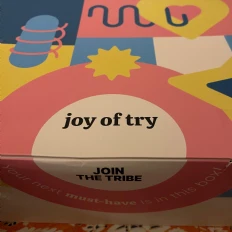 joy of try
JOIN
THE TRIBE
your next must-have is in this box!